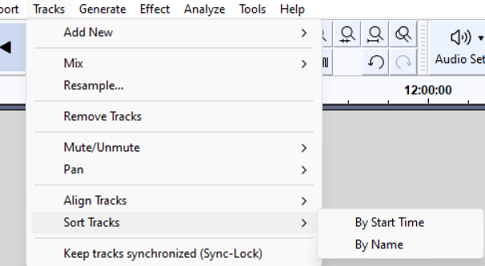 ort Tracks Generate Effect Analyze Tools Help
Add New
Mix
Resample...
Audio Set
Remove Tracks
12:00:00
Mute/Unmute
Pan
Align Tracks
Sort Tracks
By Start Time
By Name
Keep tracks synchronized (Sync-Lock)